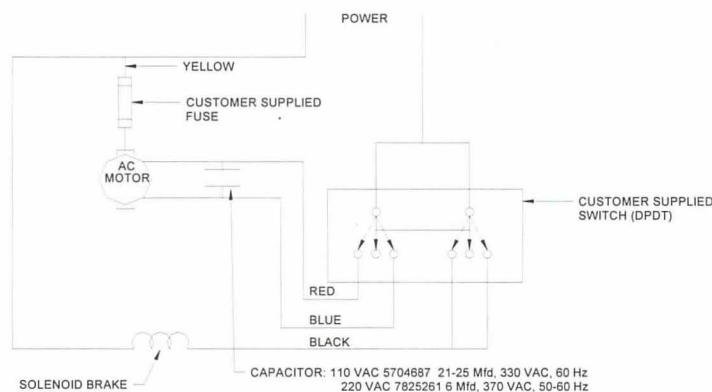 POWER
YELLOW
CUSTOMER SUPPLIED
FUSE
AC
MOTOR
CUSTOMER SUPPLIED
SWITCH (DPDT)
RED
BLUE
BLACK
SOLENOID BRAKE
CAPACITOR: 110 VAC 5704687 21-25 Mfd, 330 VAC, 60 Hz
220 VAC 7825261 6 Mfd, 370 VAC, 50-60 Hz